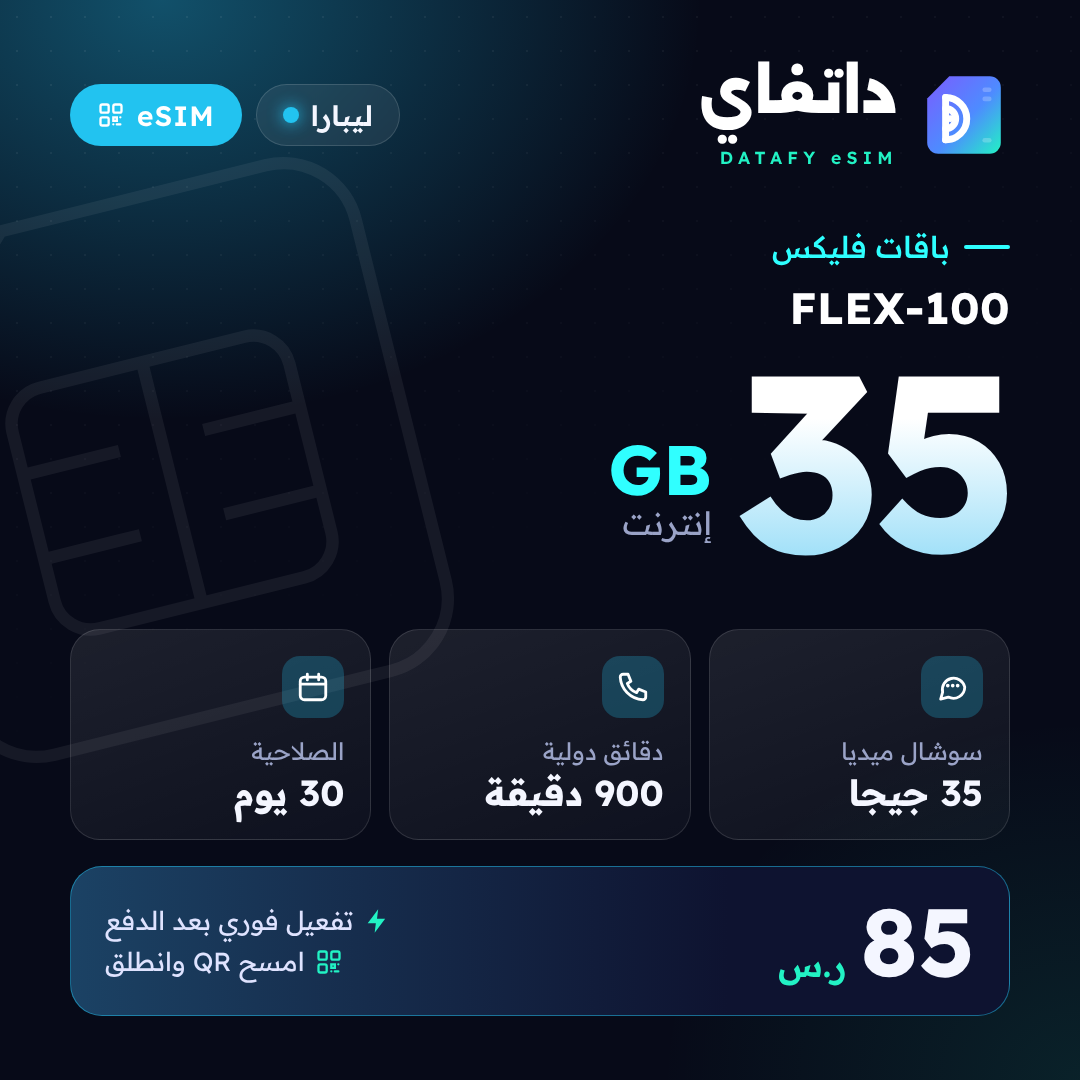 داتفاي
DATAFY eSIM
ليبارا
eSIM
باقات فليكس
FLEX-100
35
GB
إنترنت
سوشال ميديا
35 جيجا
دقائق دولية
900 دقيقة
الصلاحية
30 يوم
85 ر.س
تفعيل فوري بعد الدفع
امسح QR وانطلق